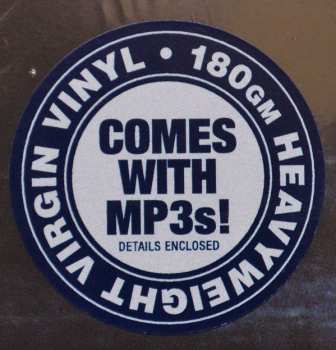 180GM HEAVYWEIGHT VIRGIN VINYL •
COMES
WITH
MP3s!
DETAILS ENCLOSED